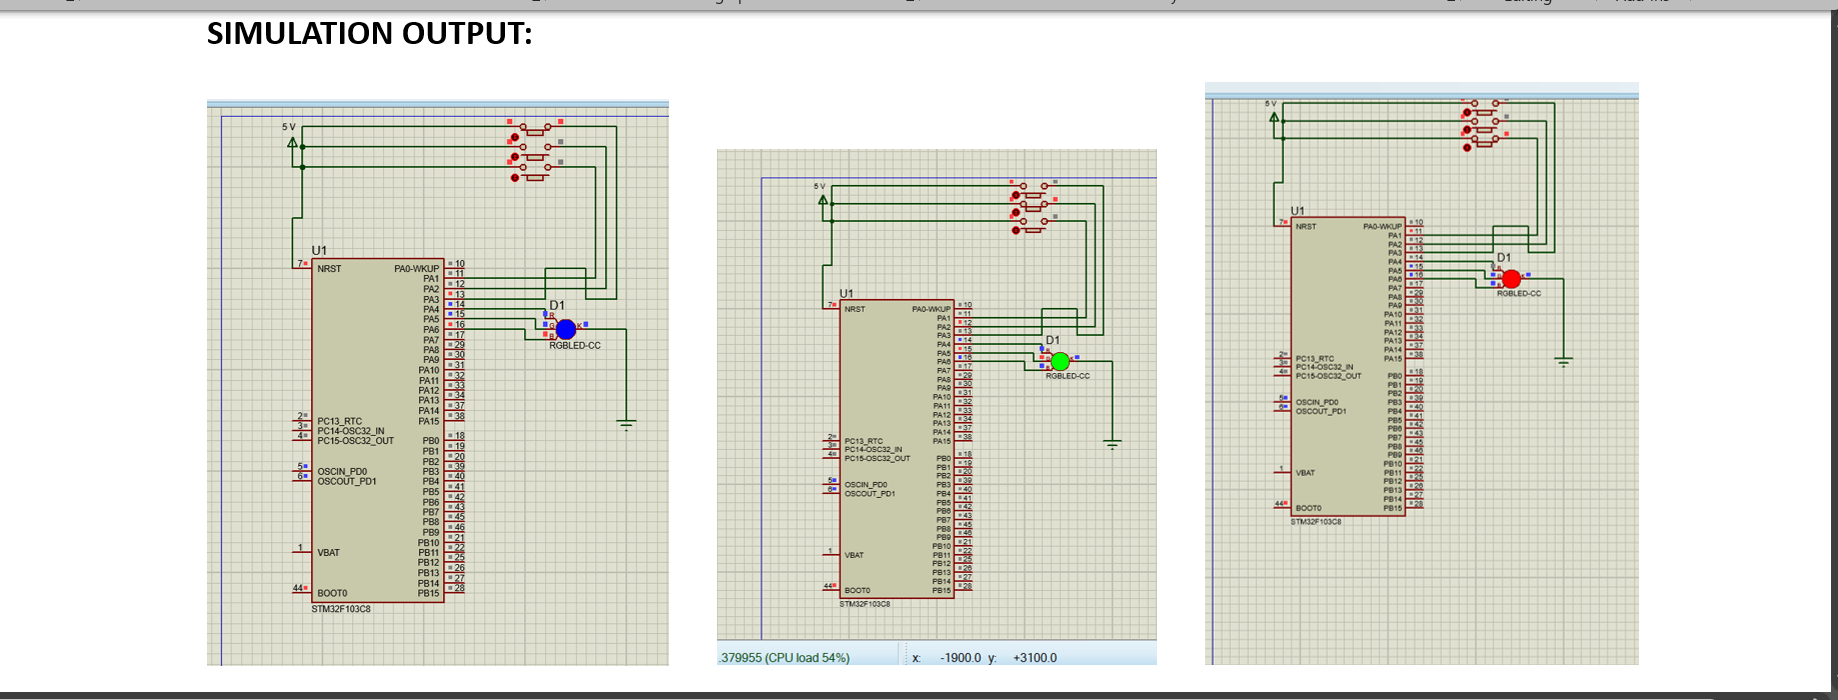 SIMULATION OUTPUT:
5 V
U1
7 NRST PA0-WKUP 10
PA1 11
PA2 12
PA3 13
PA4 14
PA5 15
PA6 16
PA7 17
PA8 29
PA9 30
PA10 31
PA11 32
PA12 33
PA13 34
PA14 37
2 PC13_RTC PA15 38
3 PC14-OSC32_IN
4 PC15-OSC32_OUT PB0 18
PB1 19
PB2 20
5 OSCIN_PD0 PB3 39
6 OSCOUT_PD1 PB4 40
PB5 41
PB6 42
PB7 43
PB8 45
PB9 46
PB10 21
1 VBAT PB11 22
PB12 25
PB13 26
PB14 27
44 BOOT0 PB15 28
STM32F103C8
D1
R
G
B
K
RGBLED-CC
5 V
U1
7 NRST PA0-WKUP 10
PA1 11
PA2 12
PA3 13
PA4 14
PA5 15
PA6 16
PA7 17
PA8 29
PA9 30
PA10 31
PA11 32
PA12 33
PA13 34
PA14 37
2 PC13_RTC PA15 38
3 PC14-OSC32_IN
4 PC15-OSC32_OUT PB0 18
PB1 19
PB2 20
5 OSCIN_PD0 PB3 39
6 OSCOUT_PD1 PB4 40
PB5 41
PB6 42
PB7 43
PB8 45
PB9 46
PB10 21
1 VBAT PB11 22
PB12 25
PB13 26
PB14 27
44 BOOT0 PB15 28
STM32F103C8
D1
RGBLED-CC
.379955 (CPU load 54%) x: -1900.0 y: +3100.0
5 V
U1
7 NRST PA0-WKUP 10
PA1 11
PA2 12
PA3 13
PA4 14
PA5 15
PA6 16
PA7 17
PA8 29
PA9 30
PA10 31
PA11 32
PA12 33
PA13 34
PA14 37
2 PC13_RTC PA15 38
3 PC14-OSC32_IN
4 PC15-OSC32_OUT PB0 18
PB1 19
PB2 20
5 OSCIN_PD0 PB3 39
6 OSCOUT_PD1 PB4 40
PB5 41
PB6 42
PB7 43
PB8 45
PB9 46
PB10 21
1 VBAT PB11 22
PB12 25
PB13 26
PB14 27
44 BOOT0 PB15 28
STM32F103C8
D1
RGBLED-CC